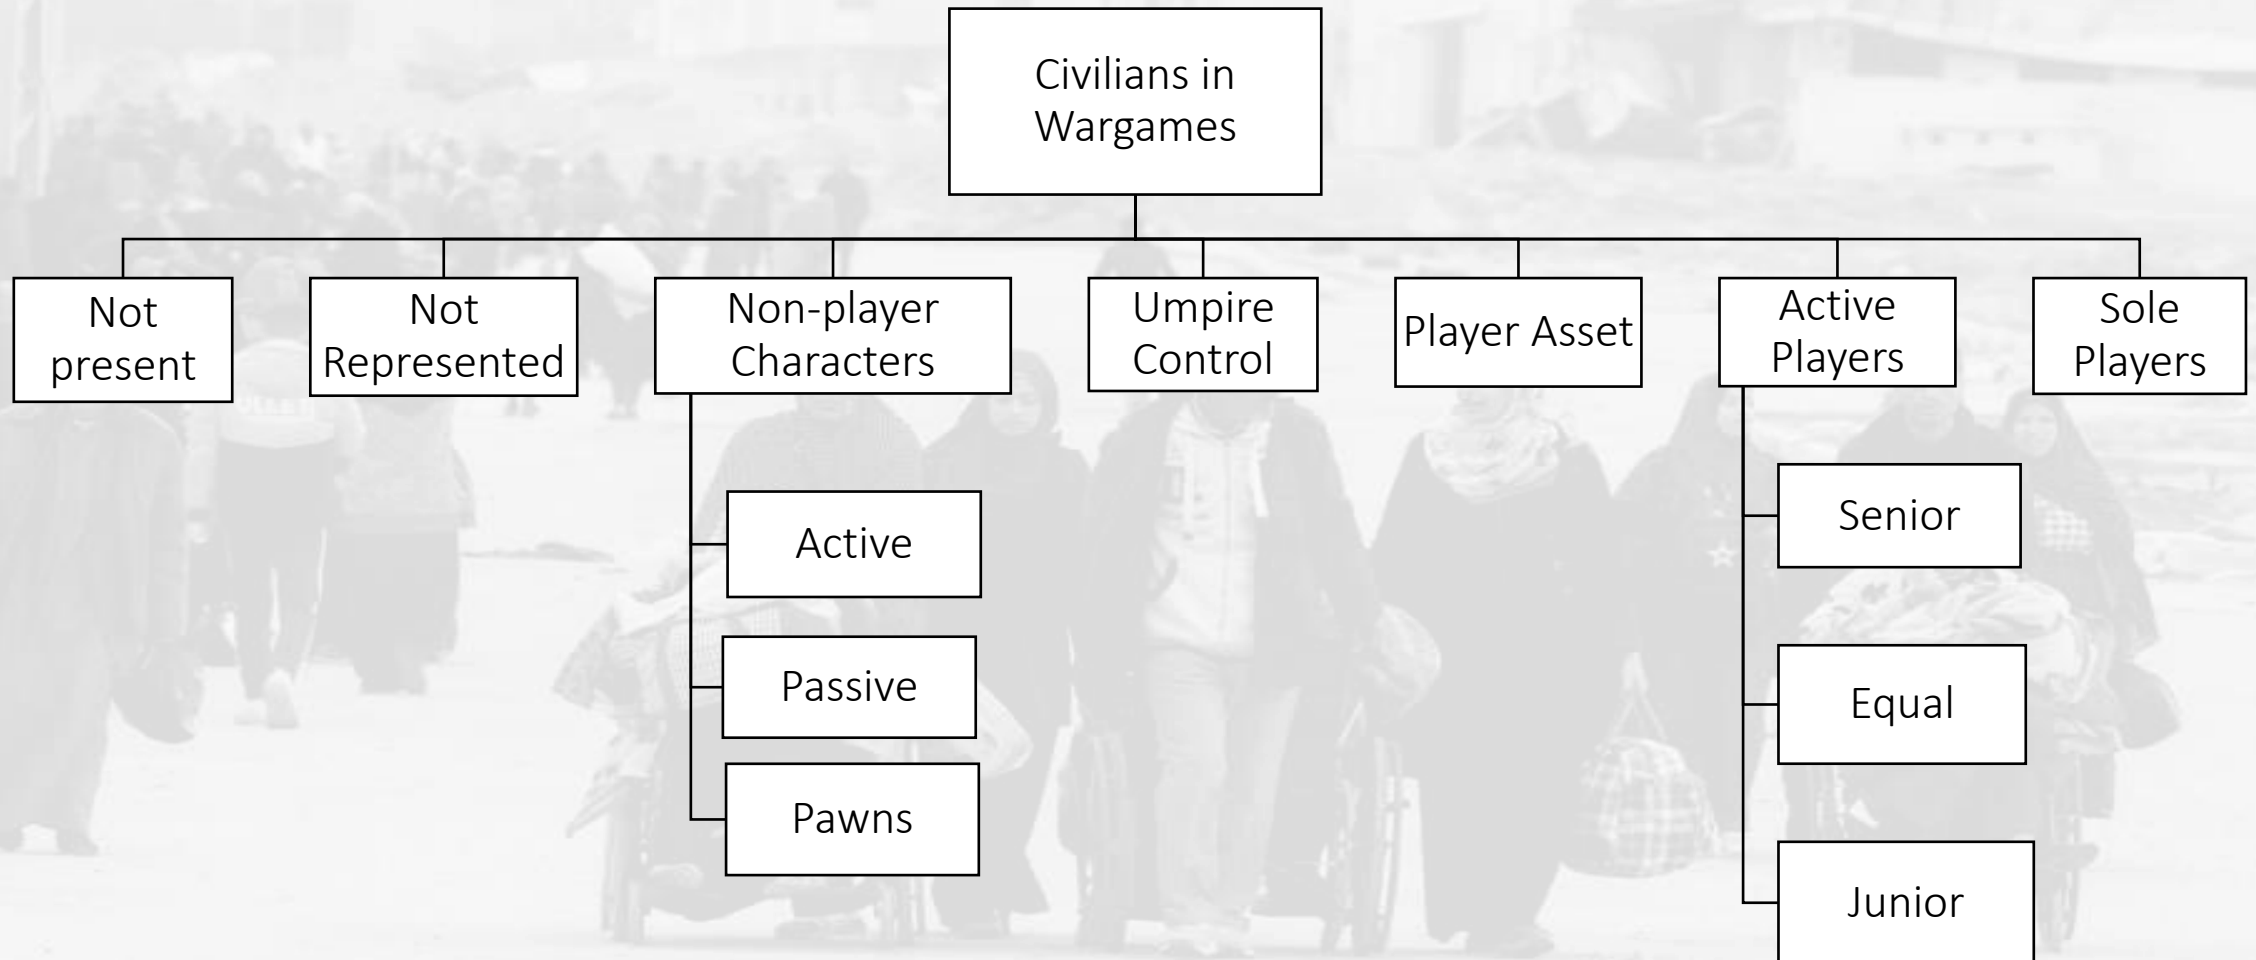 Civilians in
Wargames
Not
present
Not
Represented
Non-player
Characters
Umpire
Control
Player Asset
Active
Players
Sole
Players
Active
Passive
Pawns
Senior
Equal
Junior